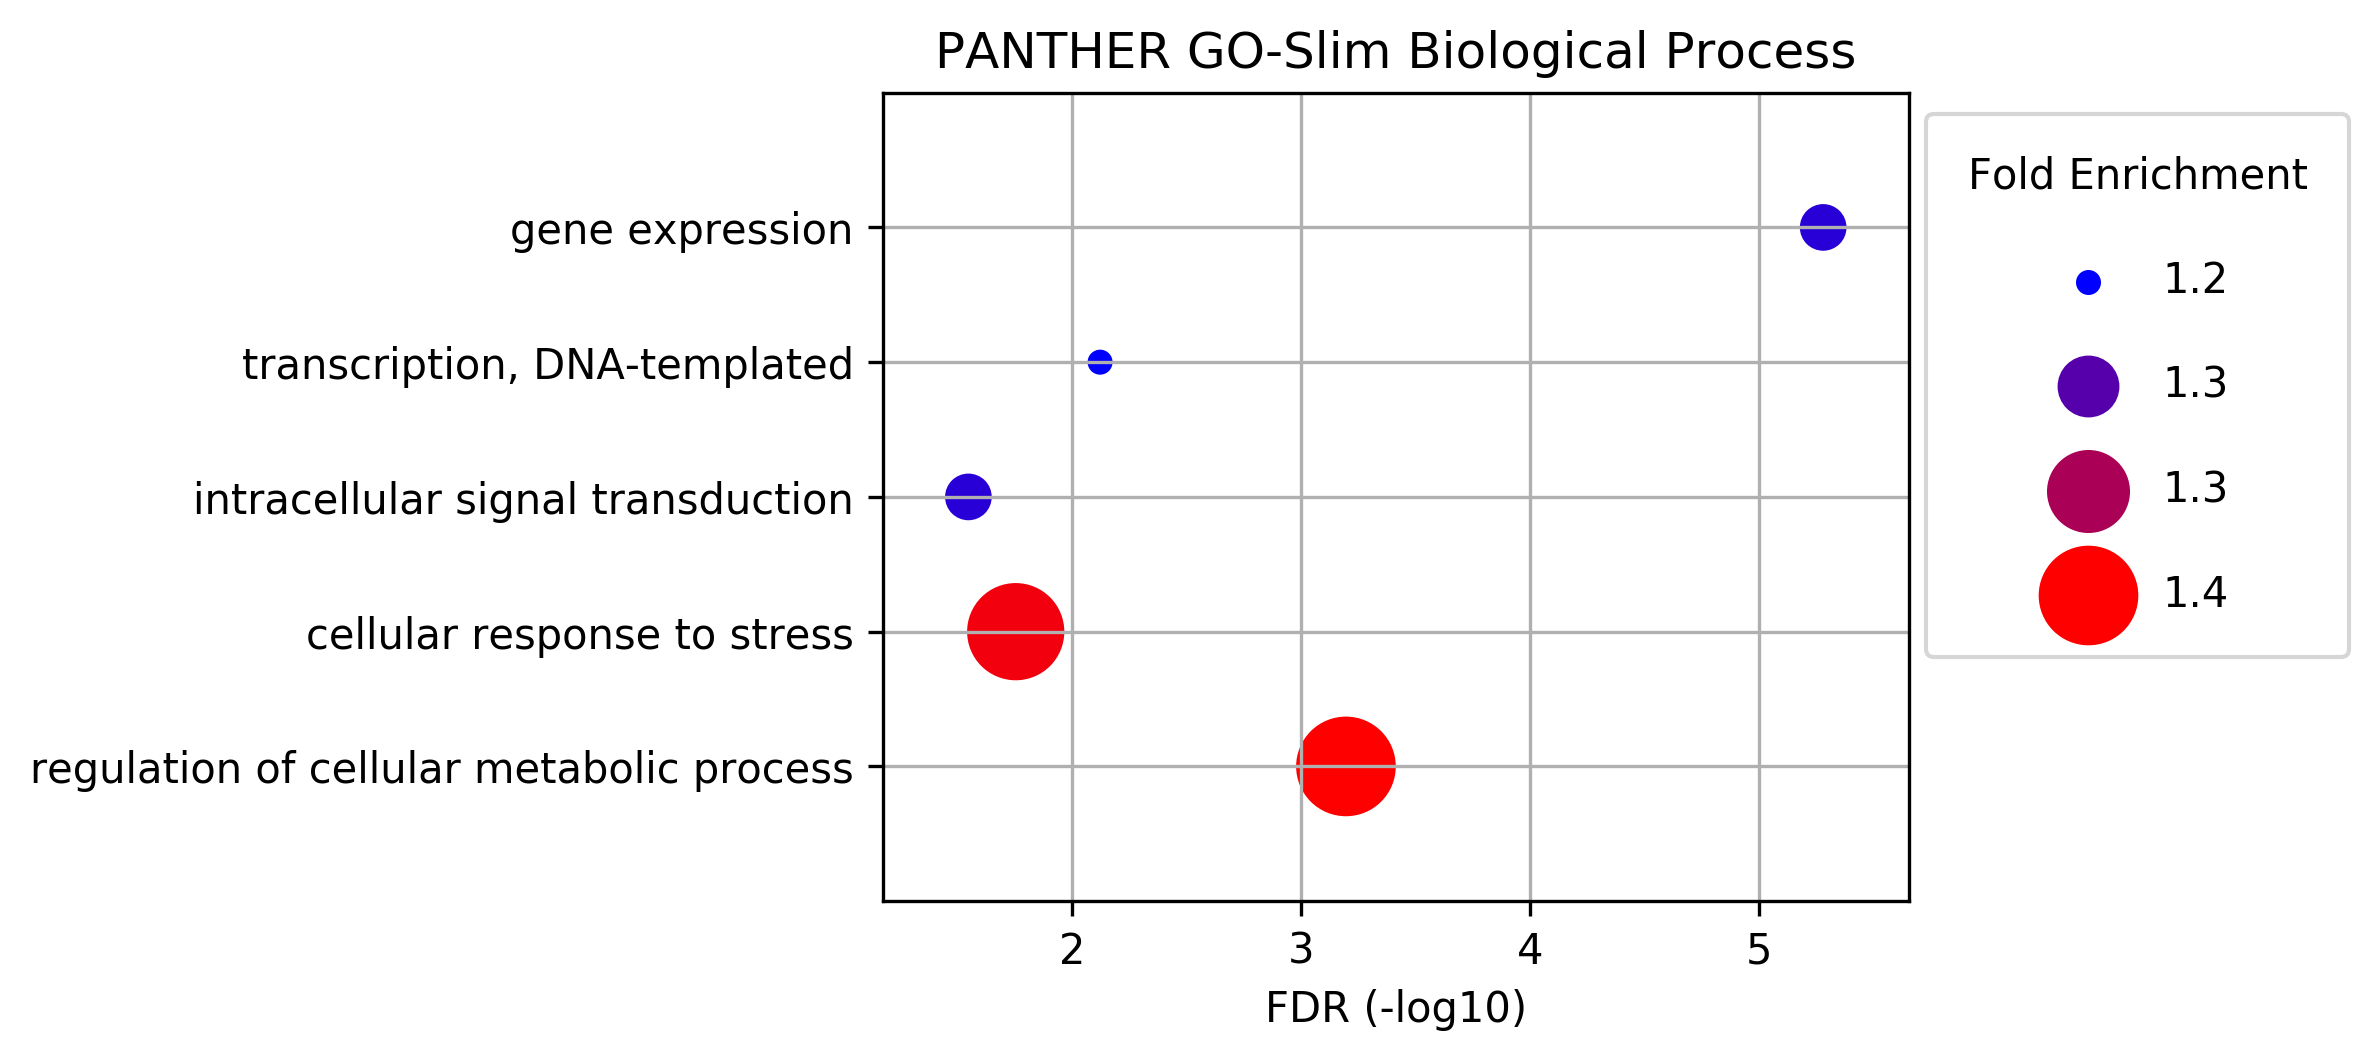 PANTHER GO-Slim Biological Process
gene expression
transcription, DNA-templated
intracellular signal transduction
cellular response to stress
regulation of cellular metabolic process
2 3 4 5
FDR (-log10)
Fold Enrichment
1.2
1.3
1.3
1.4